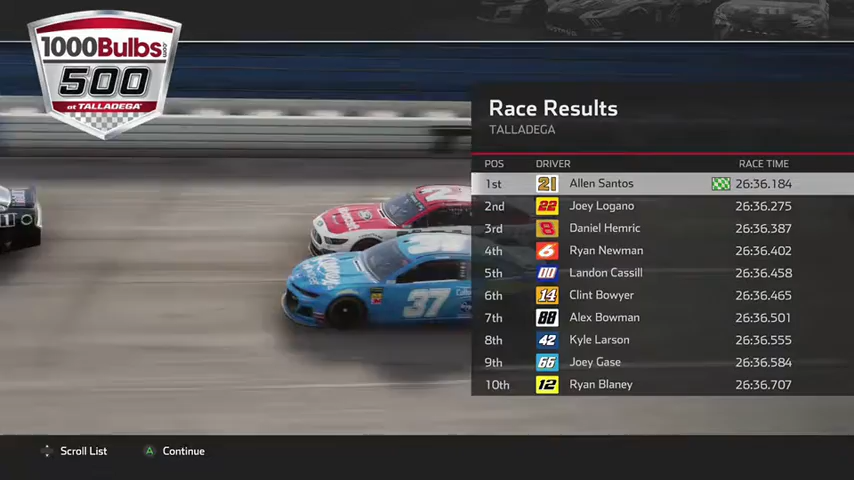 1000Bulbs.com
500
at TALLADEGA
Race Results
TALLADEGA
POS DRIVER RACE TIME
1st 21 Allen Santos 26:36.184
2nd 22 Joey Logano 26:36.275
3rd 8 Daniel Hemric 26:36.387
4th 6 Ryan Newman 26:36.402
5th 00 Landon Cassill 26:36.458
6th 14 Clint Bowyer 26:36.465
7th 88 Alex Bowman 26:36.501
8th 42 Kyle Larson 26:36.555
9th 66 Joey Gase 26:36.584
10th 12 Ryan Blaney 26:36.707
37
Scroll List A Continue